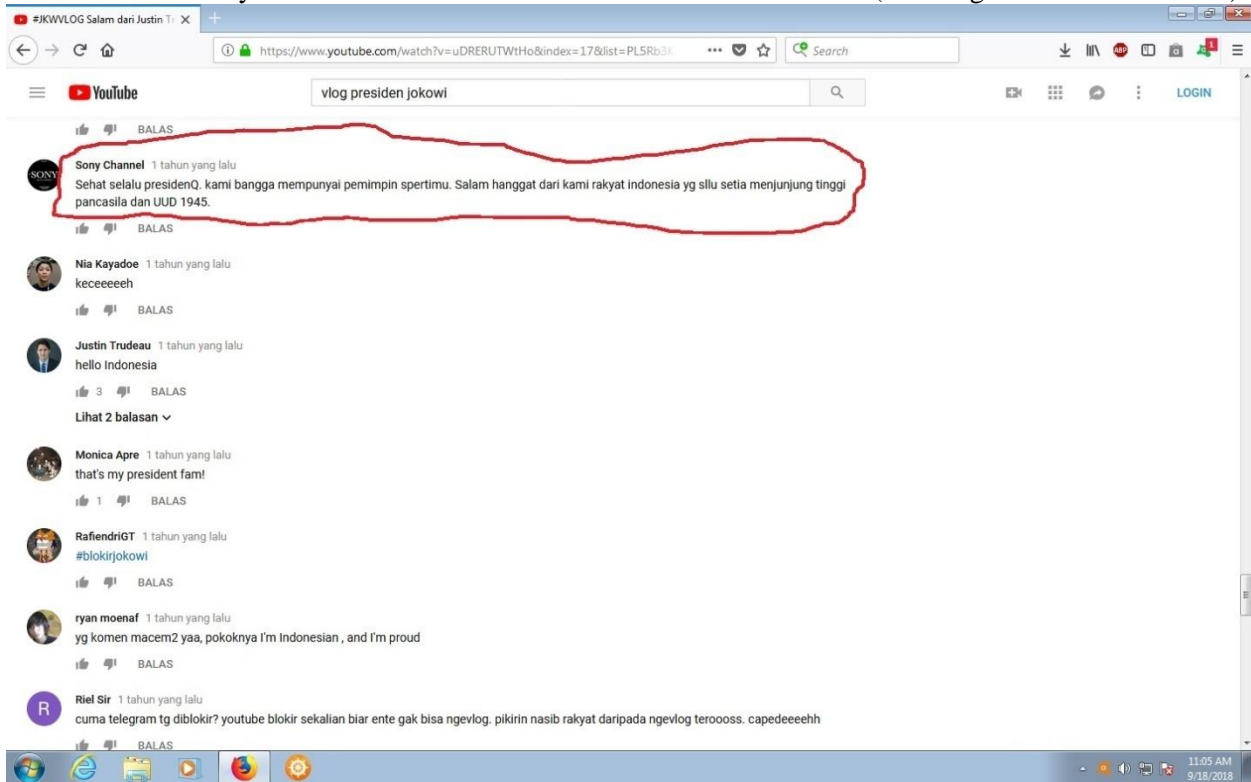 #JKWVLOG Salam dari Justin Tr
https://www.youtube.com/watch?v=uDRERUTWtHo&index=17&list=PL5Rb3
Search
ABP
1
YouTube
vlog presiden jokowi
LOGIN
BALAS
SONY
Sony Channel 1 tahun yang lalu
Sehat selalu presidenQ. kami bangga mempunyai pemimpin spertimu. Salam hanggat dari kami rakyat indonesia yg sllu setia menjunjung tinggi
pancasila dan UUD 1945.
BALAS
Nia Kayadoe 1 tahun yang lalu
keceeeeeh
BALAS
Justin Trudeau 1 tahun yang lalu
hello Indonesia
3 BALAS
Lihat 2 balasan
Monica Apre 1 tahun yang lalu
that's my president fam!
1 BALAS
RafiendriGT 1 tahun yang lalu
#blokirjokowi
BALAS
ryan moenaf 1 tahun yang lalu
yg komen macem2 yaa, pokoknya I'm Indonesian , and I'm proud
BALAS
R
Riel Sir 1 tahun yang lalu
cuma telegram tg diblokir? youtube blokir sekalian biar ente gak bisa ngevlog. pikirin nasib rakyat daripada ngevlog teroooss. capedeeeehh
BALAS
11:05 AM
9/18/2018